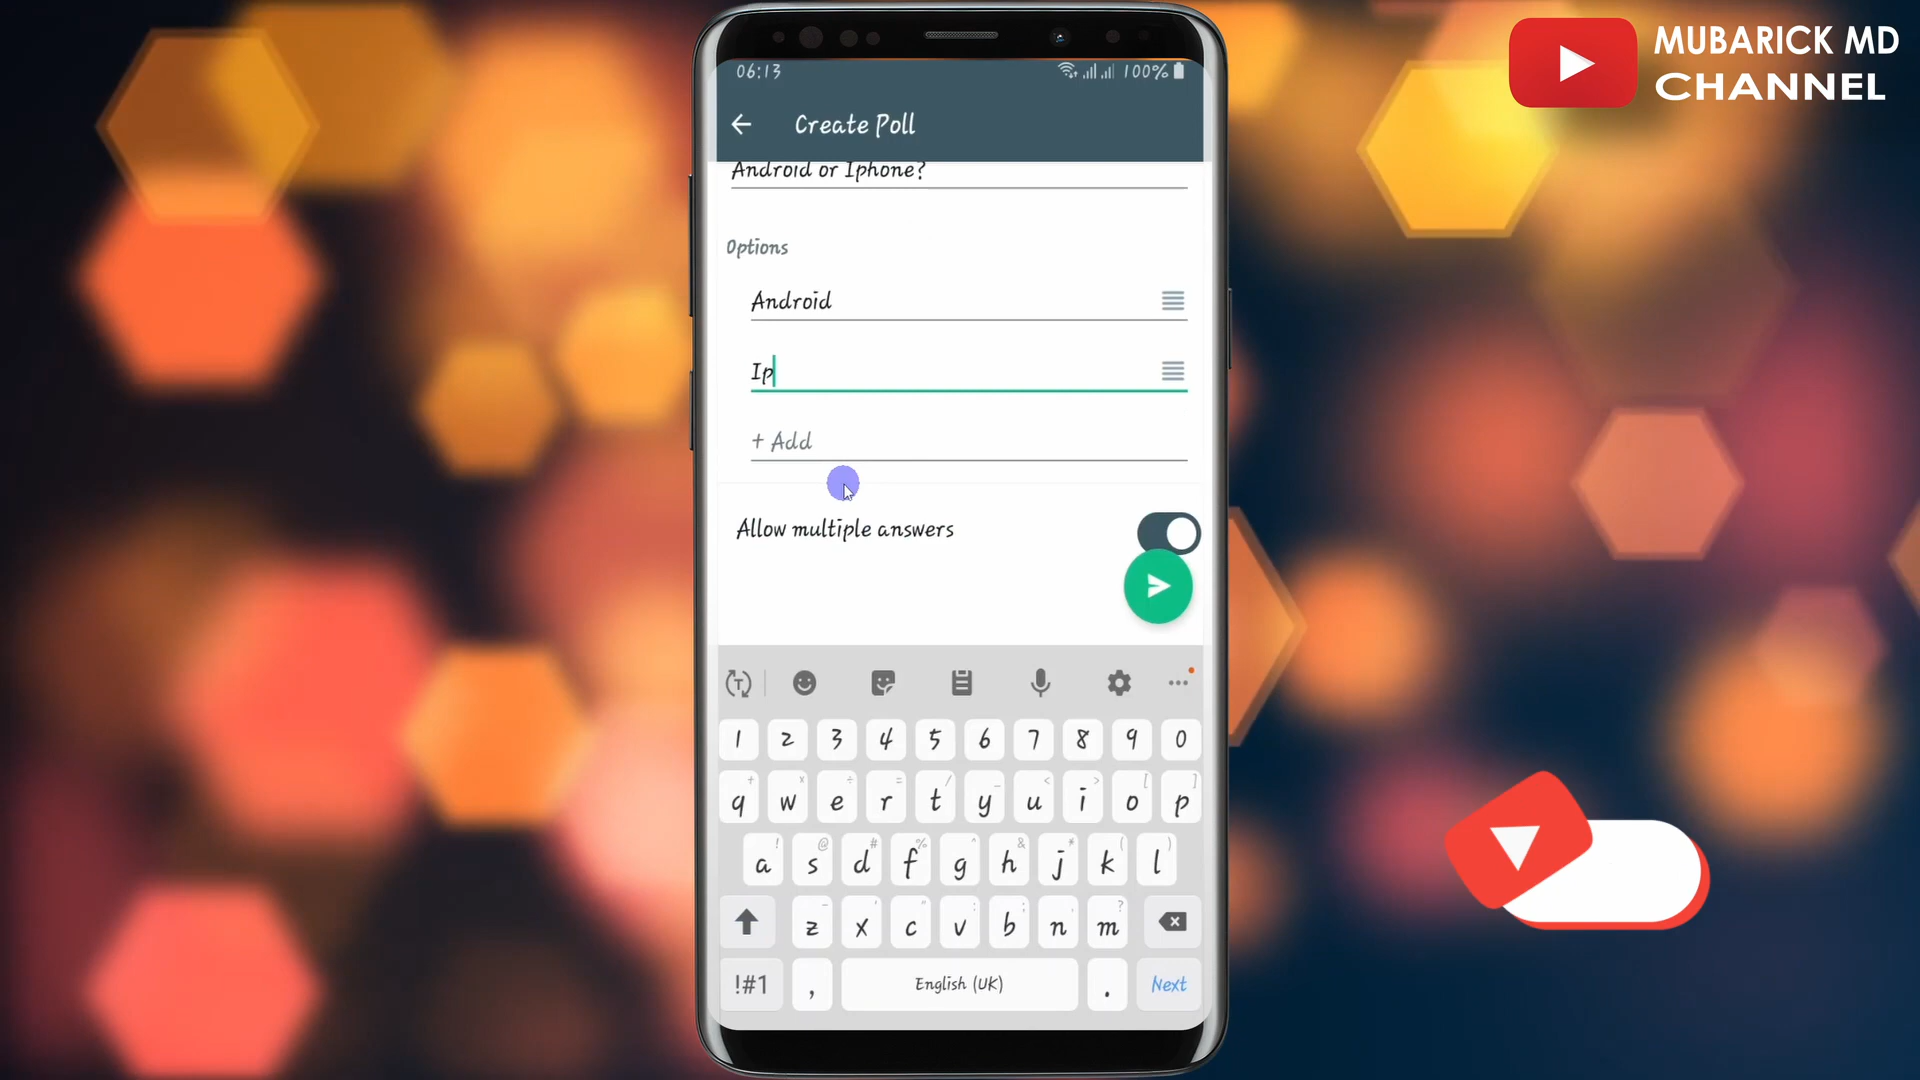 MUBARICK MD
CHANNEL
06:13
100%
Create Poll
Android or Iphone?
Options
Android
Ip
+ Add
Allow multiple answers
1 2 3 4 5 6 7 8 9 0
q w e r t y u i o p
a s d f g h j k l
z x c v b n m
!#1 , English (UK) . Next